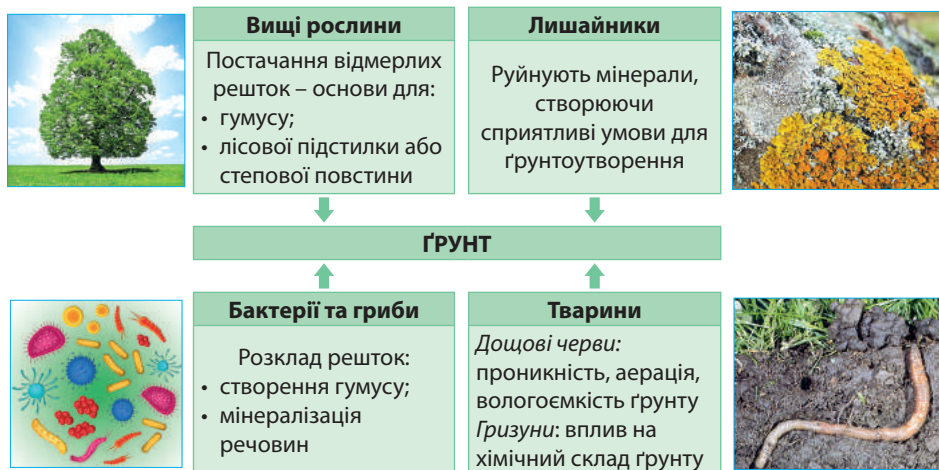 Вищі рослини
Постачання відмерлих
решток – основи для:
• гумусу;
• лісової підстилки або
степової повстини
Лишайники
Руйнують мінерали,
створюючи
сприятливі умови для
ґрунтоутворення
ҐРУНТ
Бактерії та гриби
Розклад решток:
• створення гумусу;
• мінералізація
речовин
Тварини
Дощові черви:
проникність, аерація,
вологоємкість ґрунту
Гризуни: вплив на
хімічний склад ґрунту